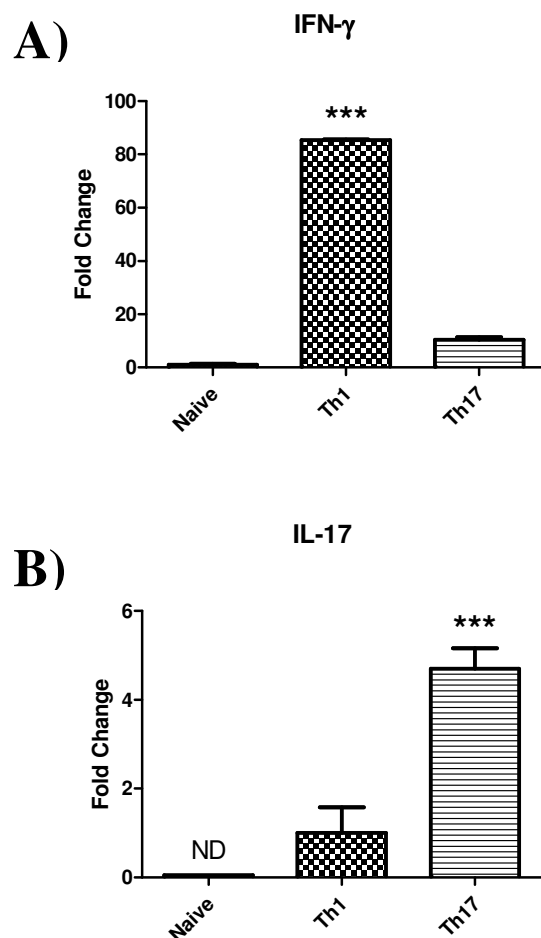 A)
IFN-γ
Fold Change
100
80
60
40
20
0
***
Naive
Th1
Th17
B)
IL-17
Fold Change
6
4
2
0
ND
***
Naive
Th1
Th17